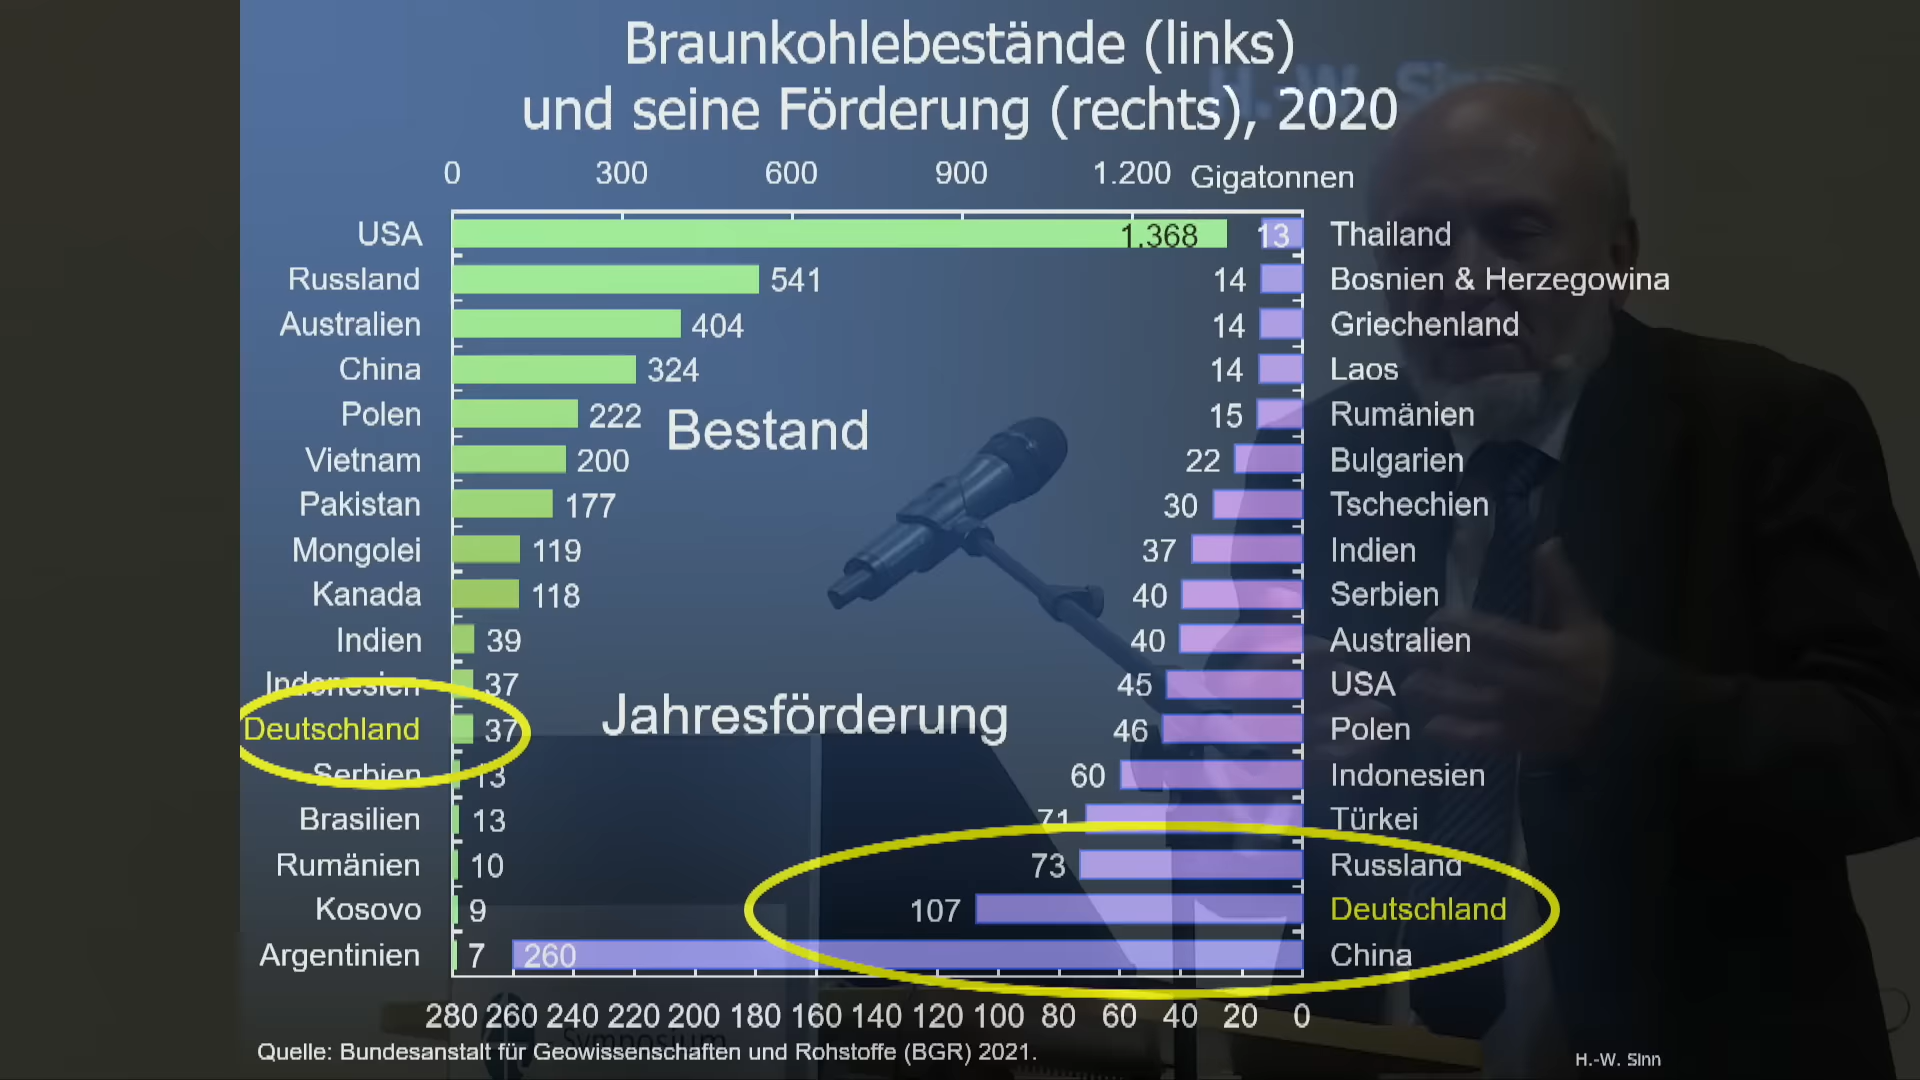 Braunkohlebestände (links)
und seine Förderung (rechts), 2020
0 300 600 900 1.200 Gigatonnen
USA 1.368 13 Thailand
Russland 541 14 Bosnien & Herzegowina
Australien 404 14 Griechenland
China 324 14 Laos
Polen 222 15 Rumänien
Bestand
Vietnam 200 22 Bulgarien
Pakistan 177 30 Tschechien
Mongolei 119 37 Indien
Kanada 118 40 Serbien
Indien 39 40 Australien
Indonesien 37 45 USA
Jahresförderung
Deutschland 37 46 Polen
Serbien 13 60 Indonesien
Brasilien 13 71 Türkei
Rumänien 10 73 Russland
Kosovo 9 107 Deutschland
Argentinien 7 260 China
280 260 240 220 200 180 160 140 120 100 80 60 40 20 0
Symposium
Quelle: Bundesanstalt für Geowissenschaften und Rohstoffe (BGR) 2021.
H.-W. Sinn
H.-W. Sinn